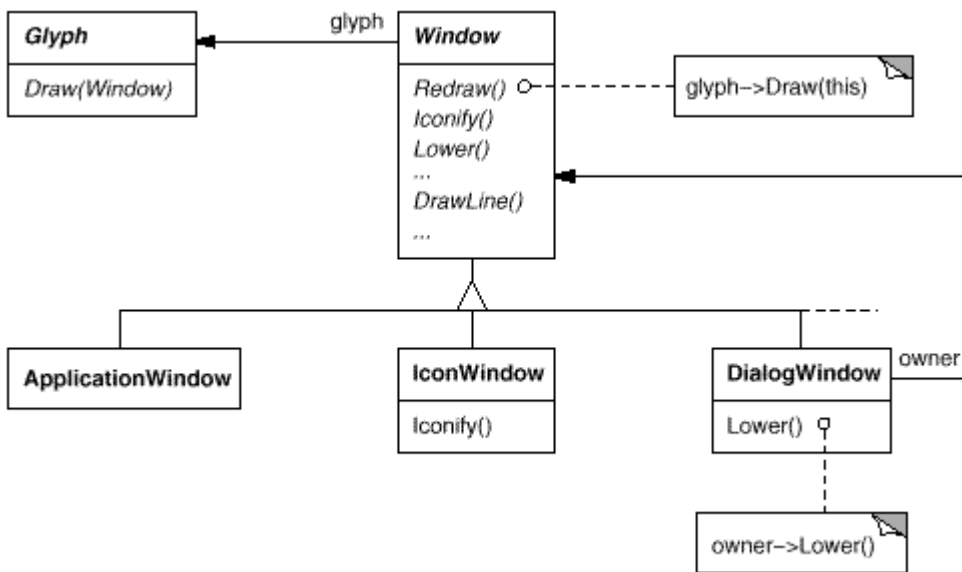 Glyph
Draw(Window)
glyph
Window
Redraw()
Iconify()
Lower()
...
DrawLine()
...
glyph->Draw(this)
ApplicationWindow
IconWindow
Iconify()
DialogWindow
Lower()
owner
owner->Lower()